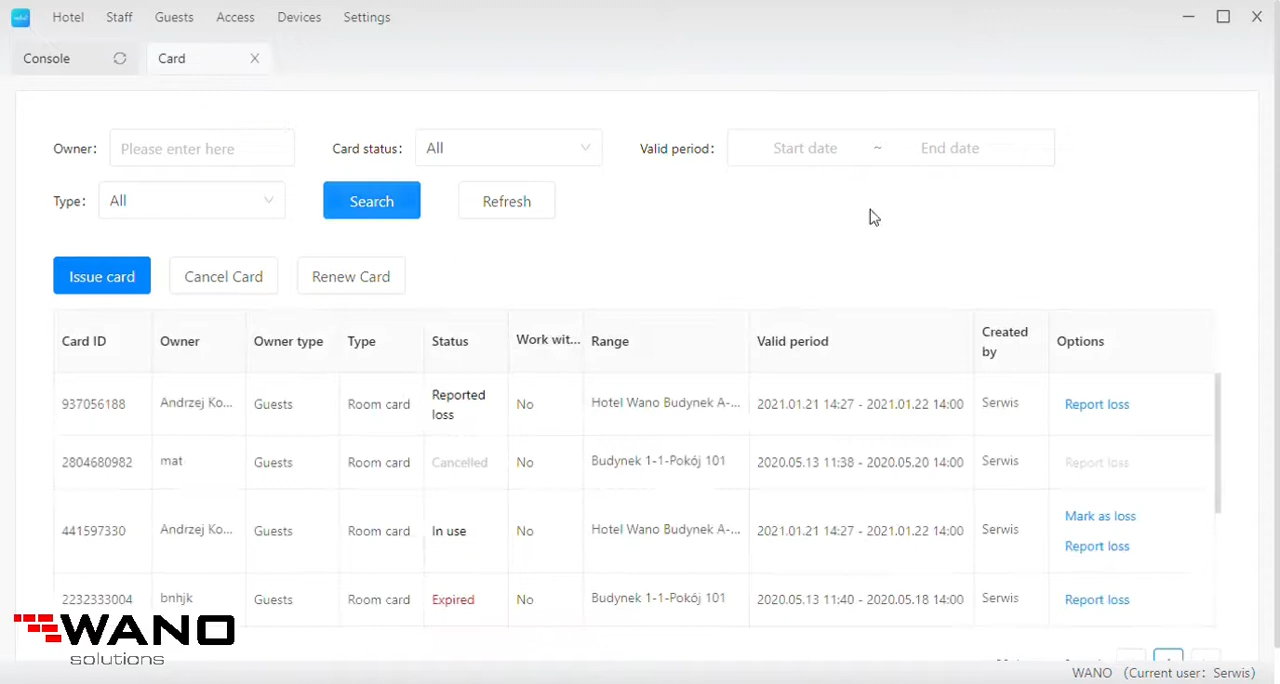 Hotel Staff Guests Access Devices Settings
Console Card
Owner: Please enter here Card status: All Valid period: Start date ~ End date
Type: All Search Refresh
Issue card Cancel Card Renew Card
Card ID Owner Owner type Type Status Work wit... Range Valid period Created by Options
937056188 Andrzej Ko... Guests Room card Reported loss No Hotel Wano Budynek A-... 2021.01.21 14:27 - 2021.01.22 14:00 Serwis Report loss
2804680982 mat Guests Room card Cancelled No Budynek 1-1-Pokój 101 2020.05.13 11:38 - 2020.05.20 14:00 Serwis Report loss
441597330 Andrzej Ko... Guests Room card In use No Hotel Wano Budynek A-... 2021.01.21 14:27 - 2021.01.22 14:00 Serwis Mark as loss
Report loss
2232333004 bnhjk Guests Room card Expired No Budynek 1-1-Pokój 101 2020.05.13 11:40 - 2020.05.18 14:00 Serwis Report loss
WANO
solutions
WANO (Current user: Serwis)